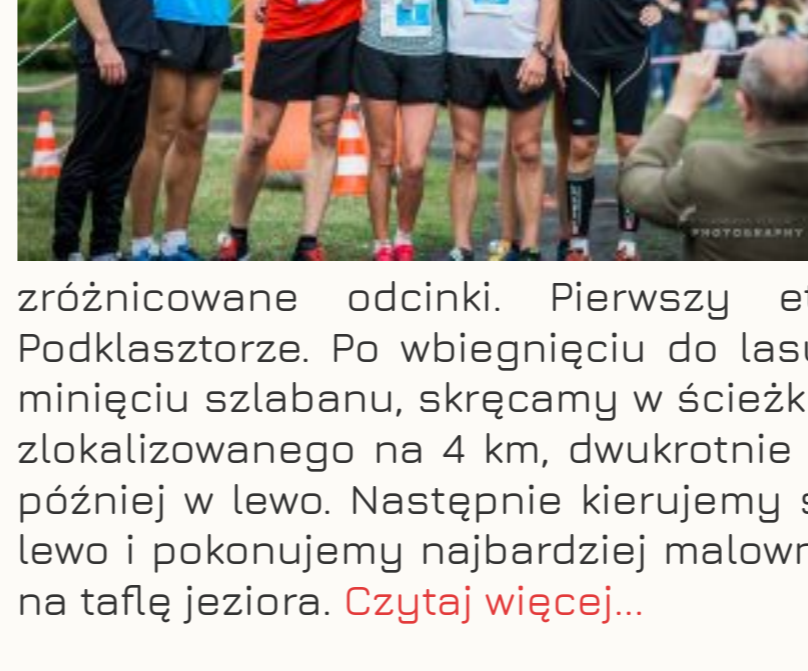 PHOTOGRAPHY
zróżnicowane odcinki. Pierwszy
Podklasztorze. Po wbiegnięciu do
minięciu szlabanu, skręcamy w
zlokalizowanego na 4 km, dwukrotnie
później w lewo. Następnie kierujemy
lewo i pokonujemy najbardziej
na taflę jeziora. Czytaj więcej...